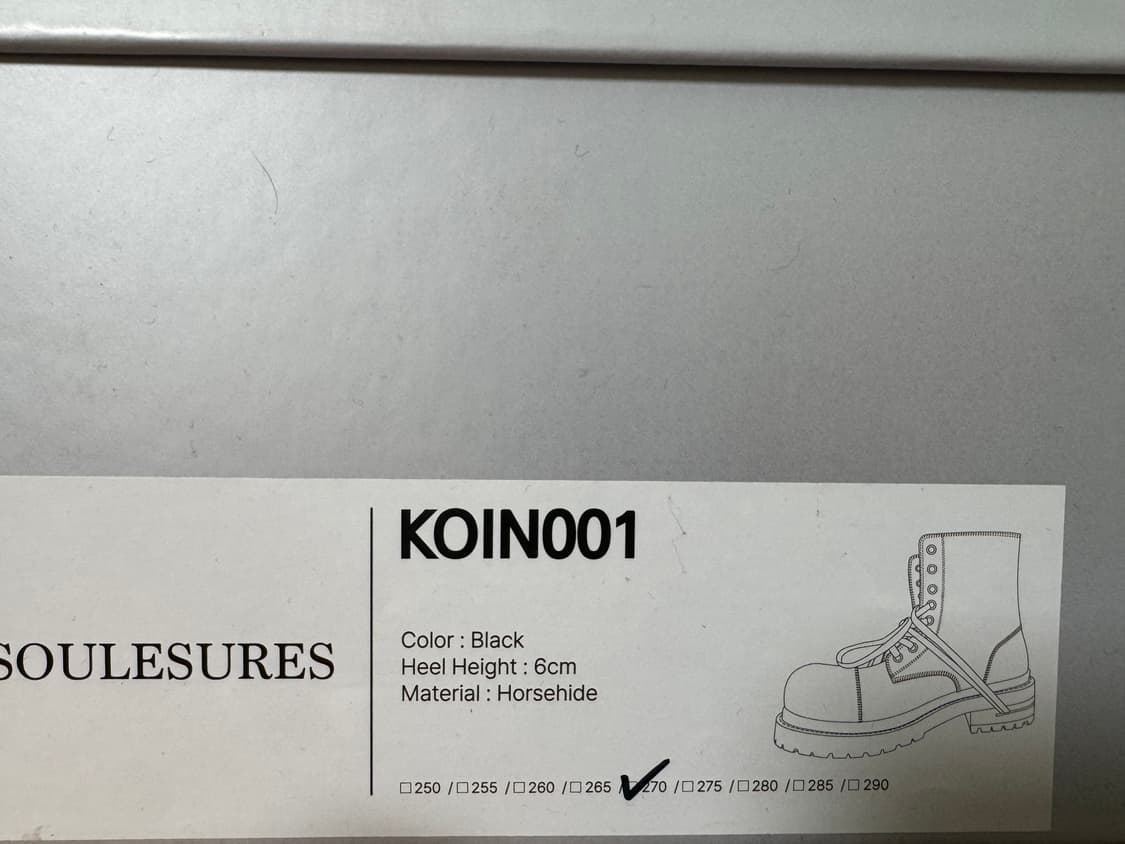 KOIN001
SOULESURES
Color : Black
Heel Height : 6cm
Material : Horsehide
□250 /□255 /□260 /□265 /□270 /□275 /□280 /□285 /□290